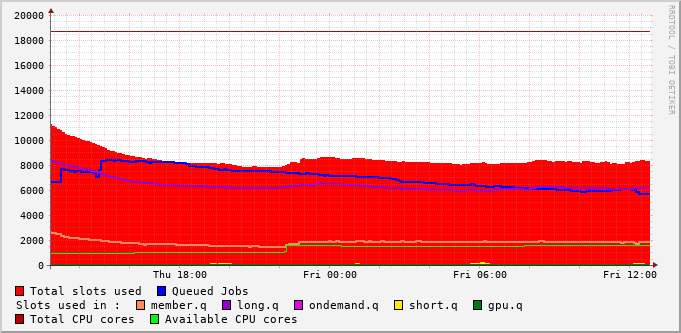 20000
18000
16000
14000
12000
10000
8000
6000
4000
2000
0
Thu 18:00 Fri 00:00 Fri 06:00 Fri 12:00
Total slots used Queued Jobs
Slots used in : member.q long.q ondemand.q short.q gpu.q
Total CPU cores Available CPU cores
RRDTOOL / TOBI OETIKER